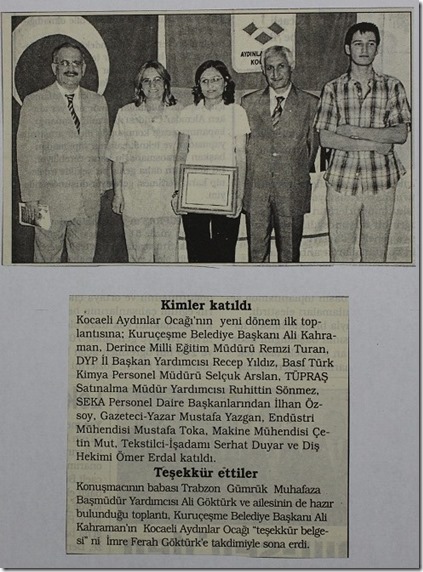 AYDINLAR
Kimler katıldı
Kocaeli Aydınlar Ocağı'nın yeni dönem ilk top-
lantısına; Kuruçeşme Belediye Başkanı Ali Kahra-
man, Derince Milli Eğitim Müdürü Remzi Turan,
DYP İl Başkan Yardımcısı Recep Yıldız, Basf Türk
Kimya Personel Müdürü Selçuk Arslan, TÜPRAŞ
Satınalma Müdür Yardımcısı Ruhittin Sönmez,
SEKA Personel Daire Başkanlarından İlhan Öz-
soy, Gazeteci-Yazar Mustafa Yazgan, Endüstri
Mühendisi Mustafa Toka, Makine Mühendisi Çe-
tin Mut, Tekstilci-İşadamı Serhat Duyar ve Diş
Hekimi Ömer Erdal katıldı.
Teşekkür ettiler
Konuşmacının babası Trabzon Gümrük Muhafaza
Başmüdür Yardımcısı Ali Göktürk ve ailesinin de hazır
bulunduğu toplantı, Kuruçeşme Belediye Başkanı Ali
Kahraman'ın Kocaeli Aydınlar Ocağı "teşekkür belge-
si" ni İmre Ferah Göktürk'e takdimiyle sona erdi.